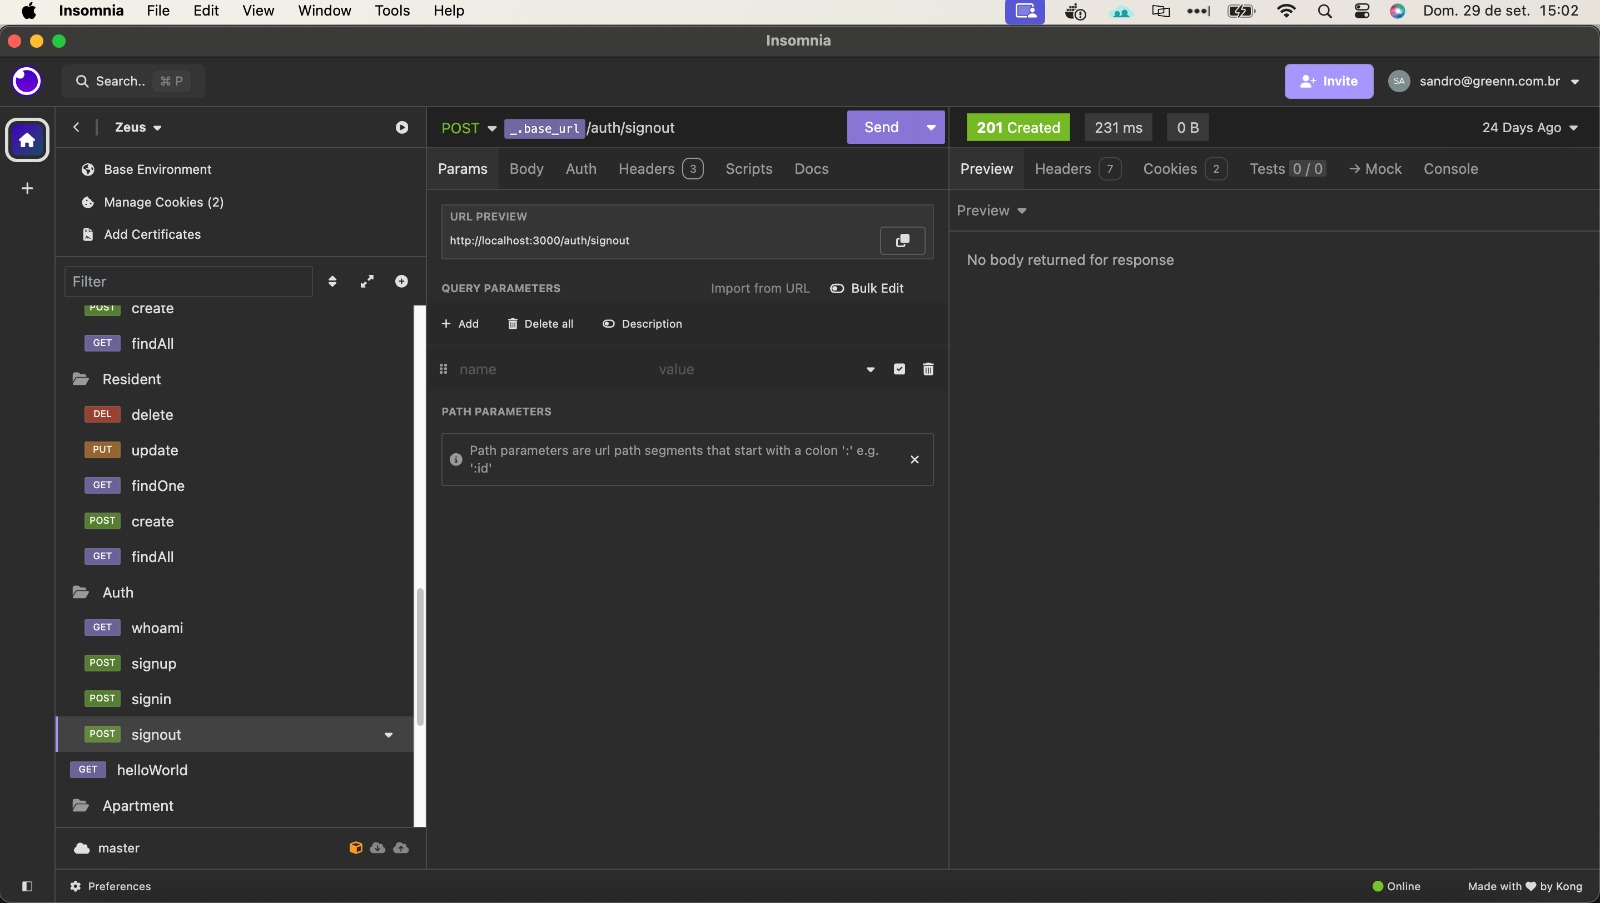 Insomnia File Edit View Window Tools Help Dom. 29 de set. 15:02
Insomnia
Search.. ⌘ P
Invite SA sandro@greenn.com.br
Zeus
Base Environment
Manage Cookies (2)
Add Certificates
Filter
POST create
GET findAll
Resident
DEL delete
PUT update
GET findOne
POST create
GET findAll
Auth
GET whoami
POST signup
POST signin
POST signout
GET helloWorld
Apartment
master
POST _.base_url/auth/signout Send
Params Body Auth Headers 3 Scripts Docs
URL PREVIEW
http://localhost:3000/auth/signout
QUERY PARAMETERS Import from URL Bulk Edit
+ Add Delete all Description
name value
PATH PARAMETERS
Path parameters are url path segments that start with a colon ':' e.g.
':id'
201 Created 231 ms 0 B 24 Days Ago
Preview Headers 7 Cookies 2 Tests 0 / 0 → Mock Console
Preview
No body returned for response
Preferences
Online Made with ♥ by Kong